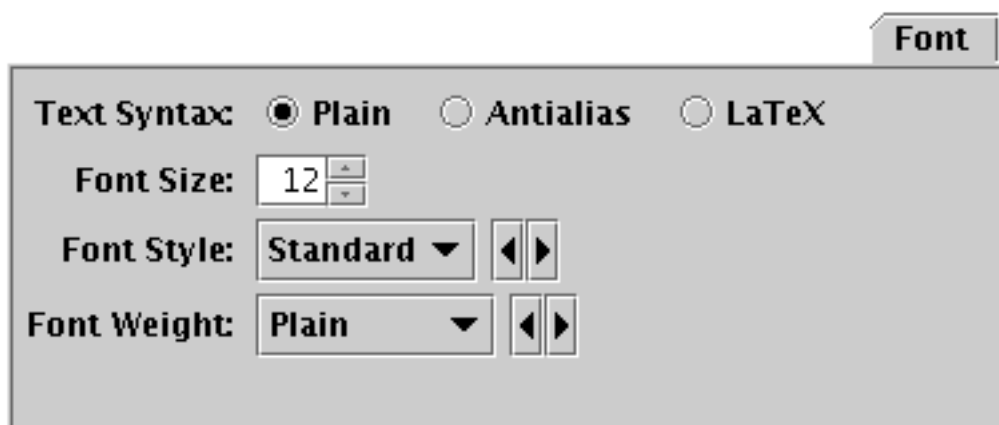 Font
Text Syntax: Plain Antialias LaTeX
Font Size: 12
Font Style: Standard
Font Weight: Plain